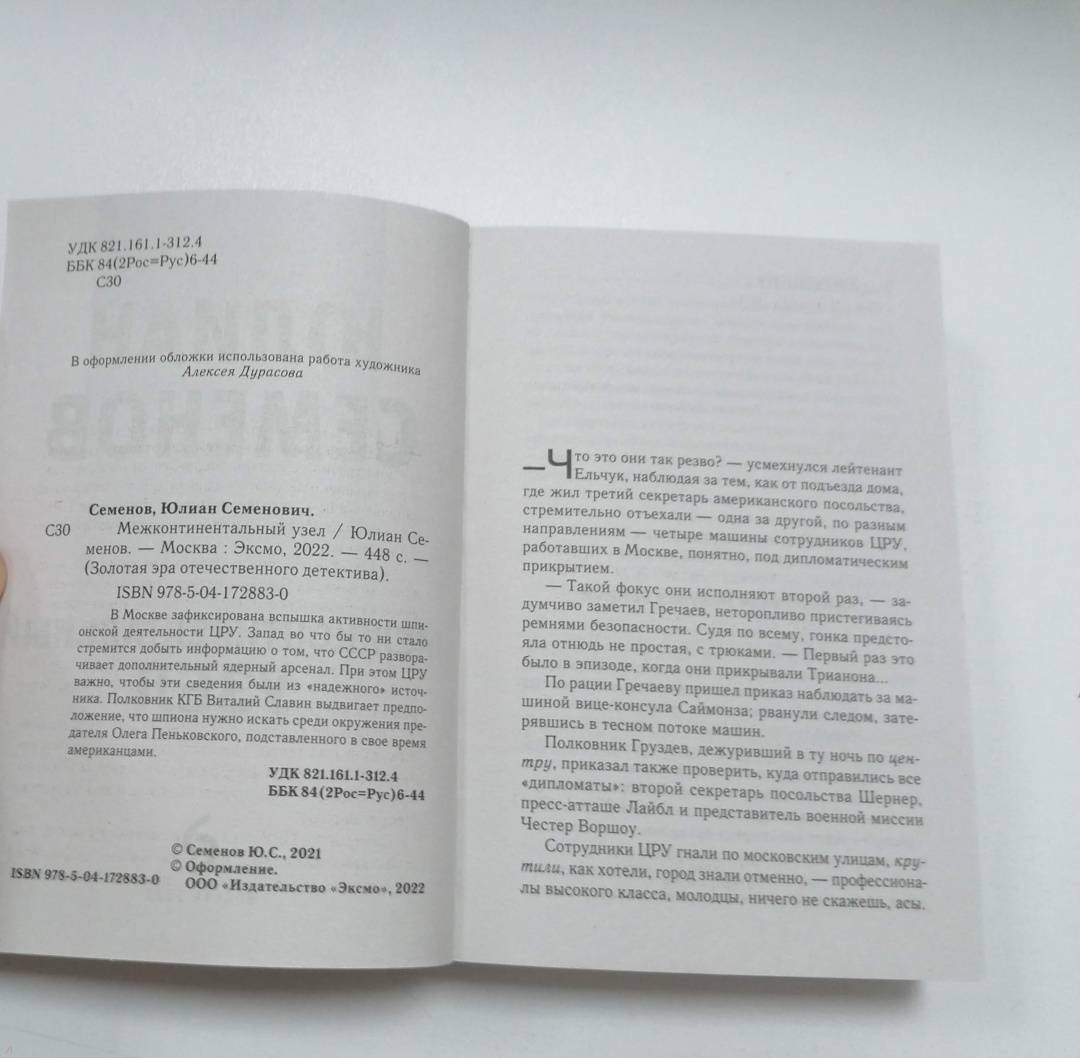 УДК 821.161.1-312.4
ББК 84(2Рос=Рус)6-44
С30
В оформлении обложки использована работа художника
Алексея Дурасова
Семенов, Юлиан Семенович.
С30 Межконтинентальный узел / Юлиан Се-
менов. — Москва : Эксмо, 2022. — 448 с. —
(Золотая эра отечественного детектива).
ISBN 978-5-04-172883-0
В Москве зафиксирована вспышка активности шпи-
онской деятельности ЦРУ. Запад во что бы то ни стало
стремится добыть информацию о том, что СССР развора-
чивает дополнительный ядерный арсенал. При этом ЦРУ
важно, чтобы эти сведения были из «надежного» источ-
ника. Полковник КГБ Виталий Славин выдвигает предпо-
ложение, что шпиона нужно искать среди окружения пре-
дателя Олега Пеньковского, подставленного в свое время
американцами.
УДК 821.161.1-312.4
ББК 84(2Рос=Рус)6-44
© Семенов Ю.С., 2021
© Оформление.
ISBN 978-5-04-172883-0 ООО «Издательство «Эксмо», 2022
—Что это они так резво? — усмехнулся лейтенант
Ельчук, наблюдая за тем, как от подъезда дома,
где жил третий секретарь американского посольства,
стремительно отъехали — одна за другой, по разным
направлениям — четыре машины сотрудников ЦРУ,
работавших в Москве, понятно, под дипломатическим
прикрытием.
— Такой фокус они исполняют второй раз, — за-
думчиво заметил Гречаев, неторопливо пристегиваясь
ремнями безопасности. Судя по всему, гонка предсто-
яла отнюдь не простая, с трюками. — Первый раз это
было в эпизоде, когда они прикрывали Трианона...
По рации Гречаеву пришел приказ наблюдать за ма-
шиной вице-консула Саймонза; рванули следом, зате-
рявшись в тесном потоке машин.
Полковник Груздев, дежуривший в ту ночь по цен-
тру, приказал также проверить, куда отправились все
«дипломаты»: второй секретарь посольства Шернер,
пресс-атташе Лайбл и представитель военной миссии
Честер Воршоу.
Сотрудники ЦРУ гнали по московским улицам, кру-
тили, как хотели, город знали отменно, — профессиона-
лы высокого класса, молодцы, ничего не скажешь, асы.